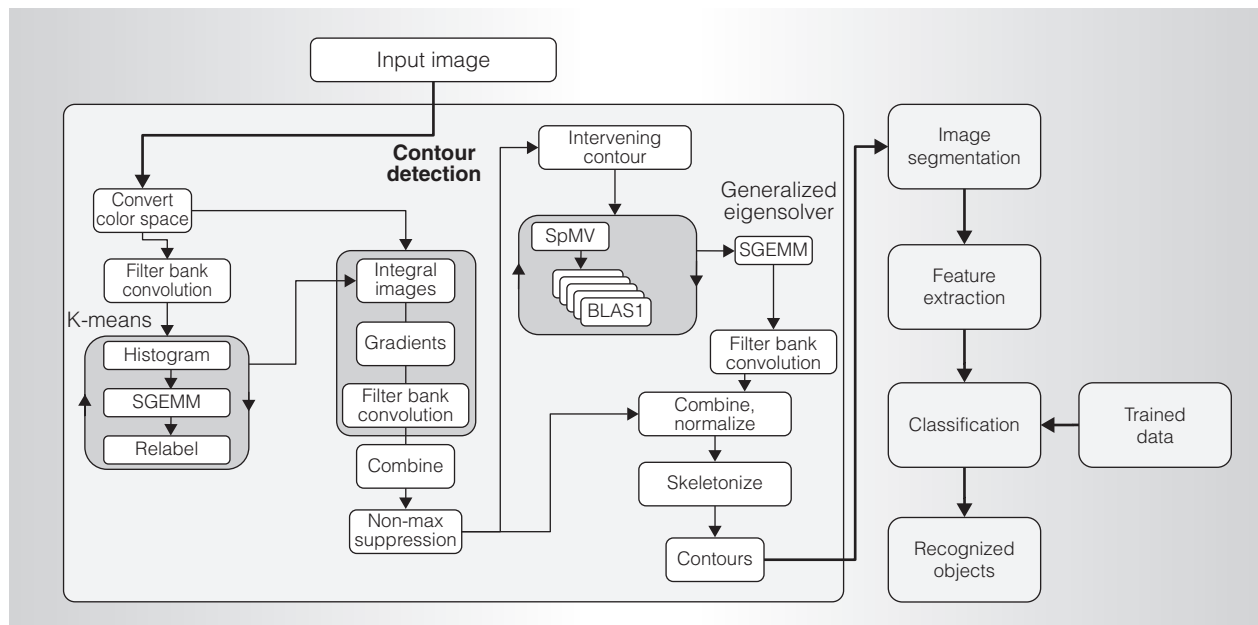 Input image
Contour
detection
Convert
color space
Filter bank
convolution
K-means
Histogram
SGEMM
Relabel
Integral
images
Gradients
Filter bank
convolution
Combine
Non-max
suppression
Intervening
contour
Generalized
eigensolver
SpMV
BLAS1
SGEMM
Filter bank
convolution
Combine,
normalize
Skeletonize
Contours
Image
segmentation
Feature
extraction
Classification
Trained
data
Recognized
objects